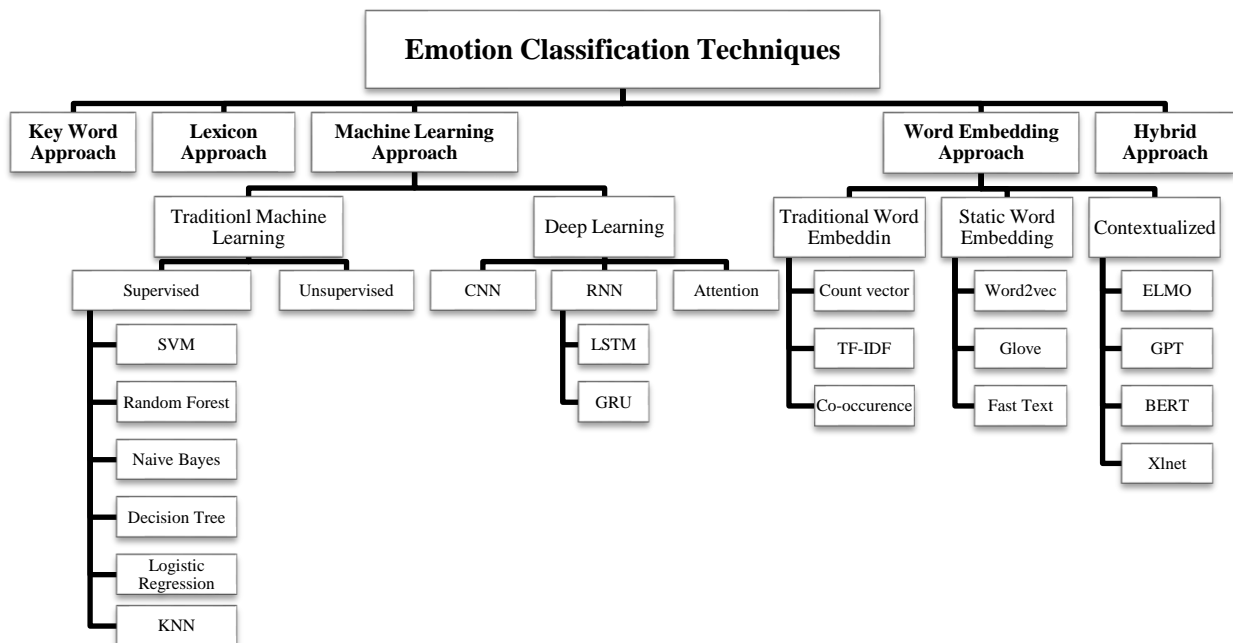 Emotion Classification Techniques
Key Word
Approach
Lexicon
Approach
Machine Learning
Approach
Word Embedding
Approach
Hybrid
Approach
Traditionl Machine
Learning
Deep Learning
Traditional Word
Embeddin
Static Word
Embedding
Contextualized
Supervised
Unsupervised
CNN
RNN
Attention
Count vector
Word2vec
ELMO
SVM
LSTM
TF-IDF
Glove
GPT
Random Forest
GRU
Co-occurence
Fast Text
BERT
Naive Bayes
Xlnet
Decision Tree
Logistic
Regression
KNN